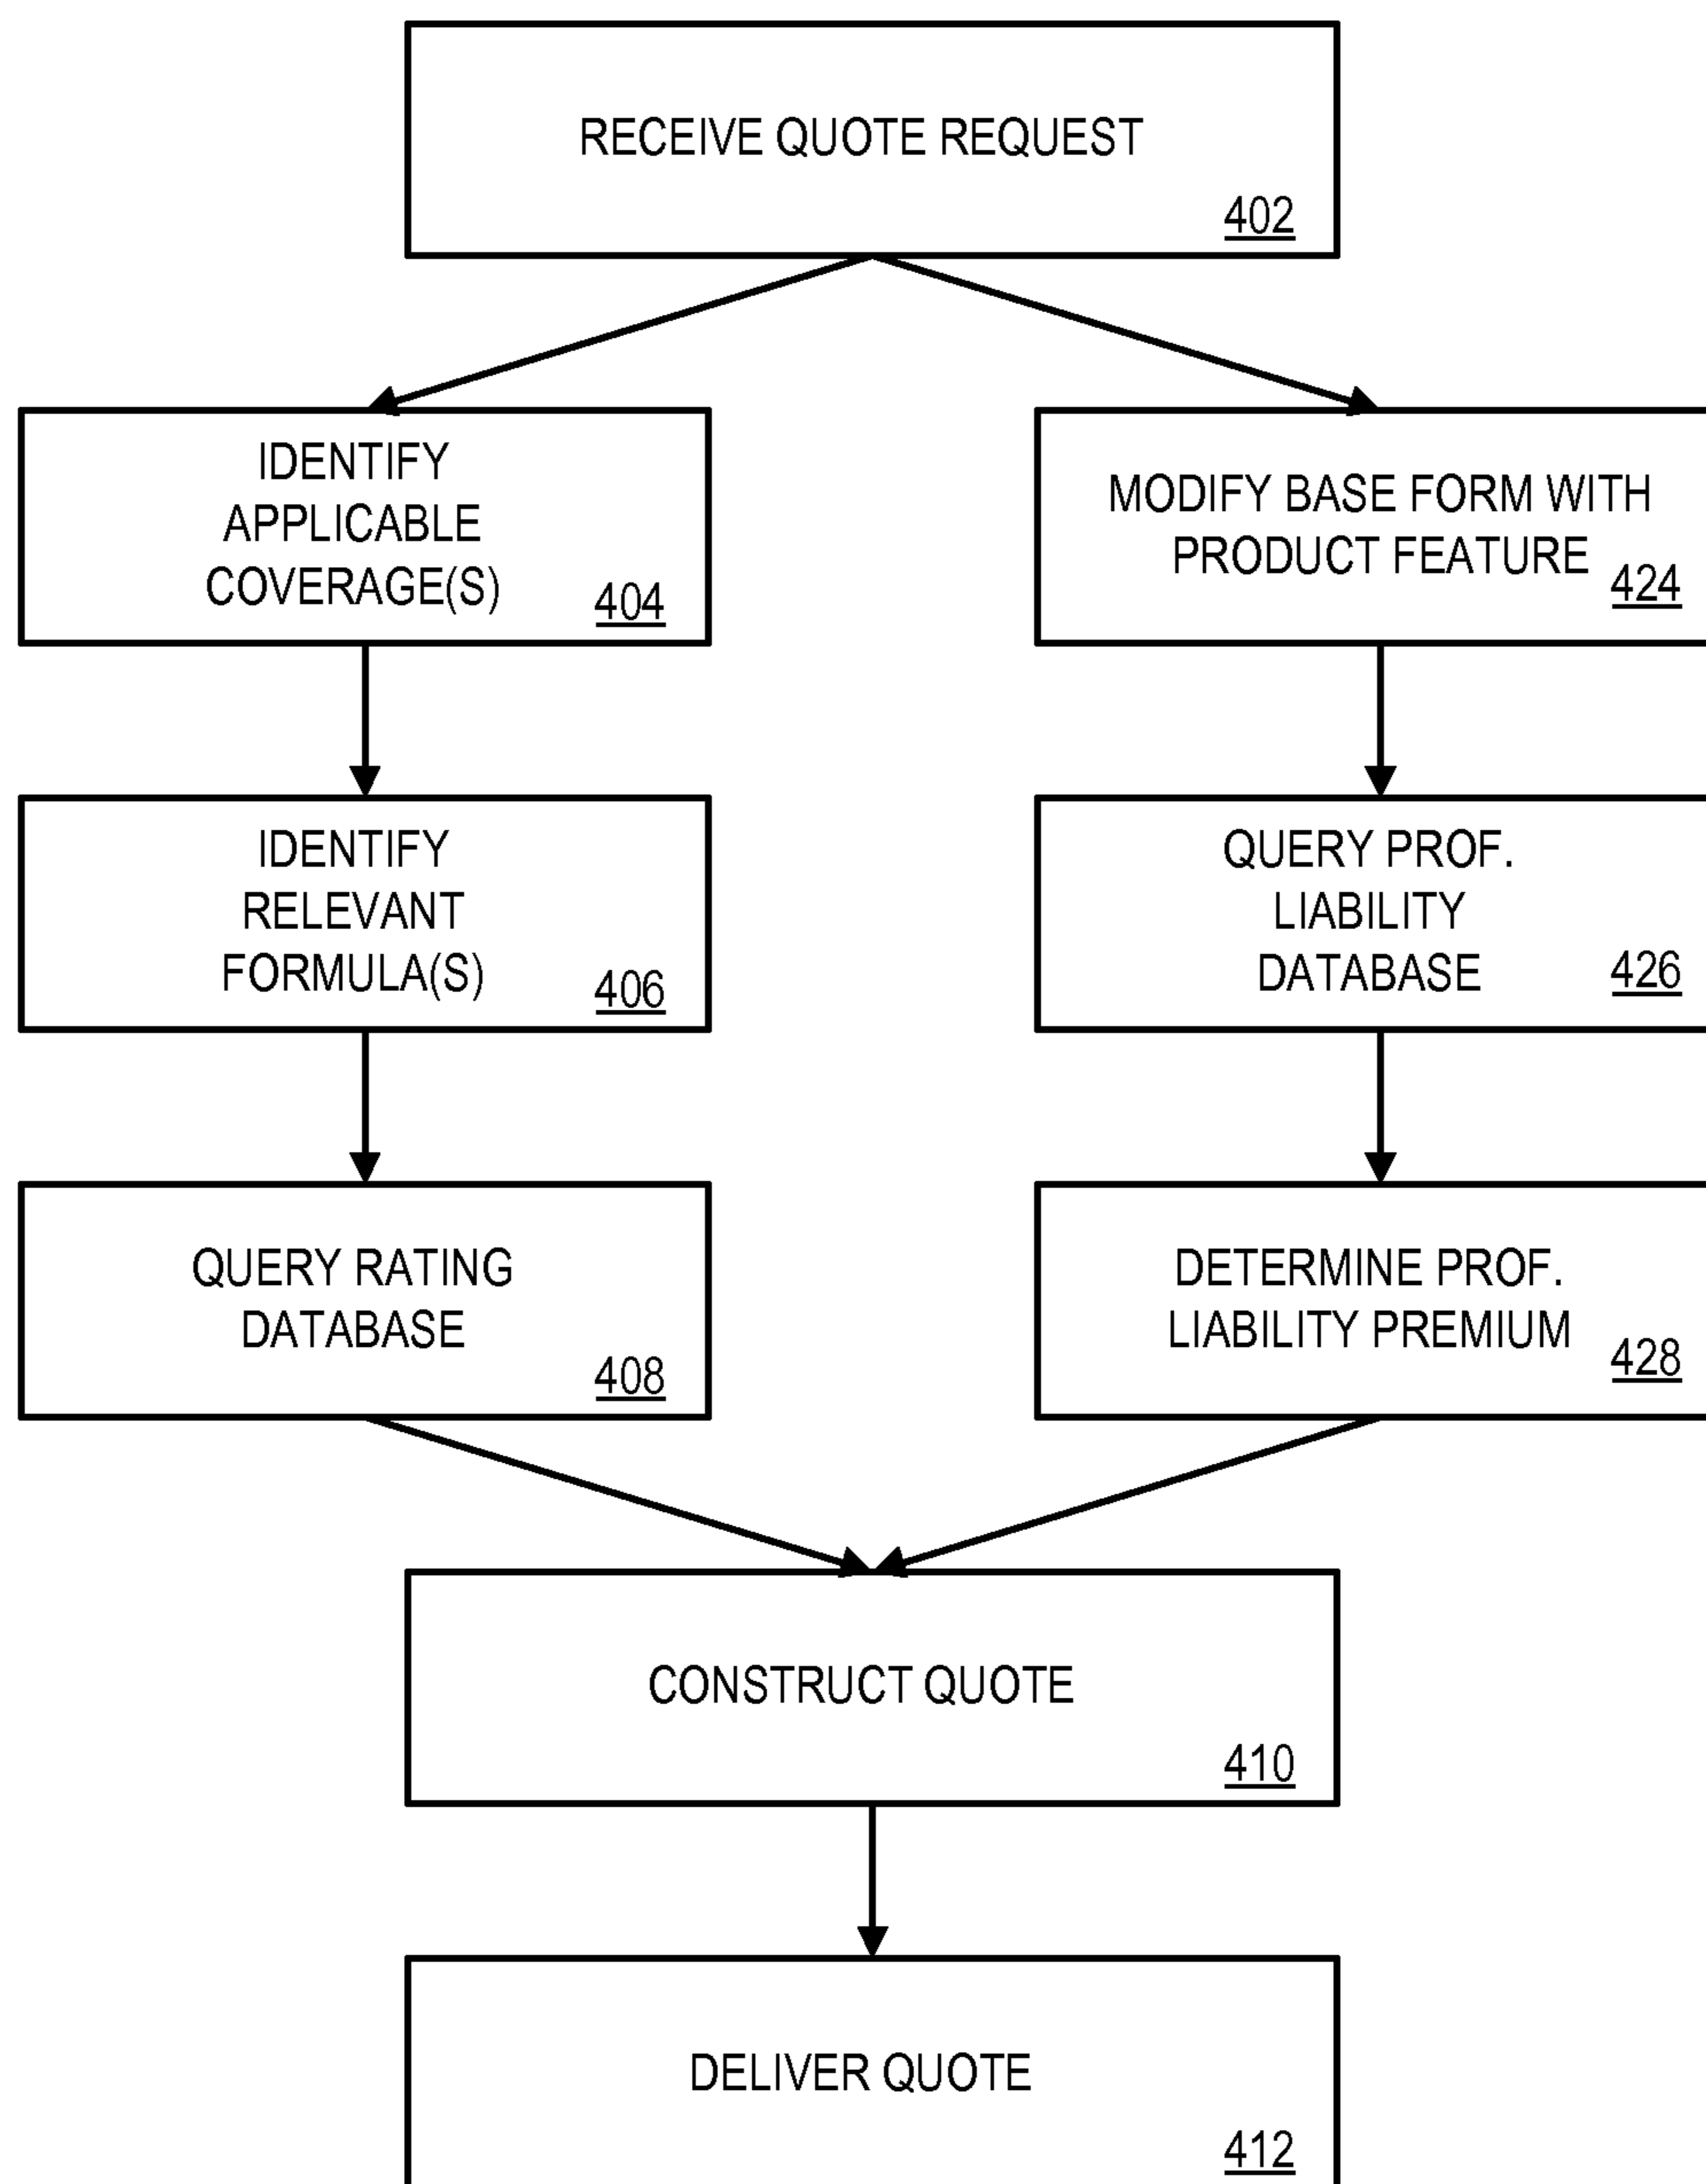 RECEIVE QUOTE REQUEST
402
IDENTIFY
APPLICABLE
COVERAGE(S)
404
MODIFY BASE FORM WITH
PRODUCT FEATURE
424
IDENTIFY
RELEVANT
FORMULA(S)
406
QUERY PROF.
LIABILITY
DATABASE
426
QUERY RATING
DATABASE
408
DETERMINE PROF.
LIABILITY PREMIUM
428
CONSTRUCT QUOTE
410
DELIVER QUOTE
412